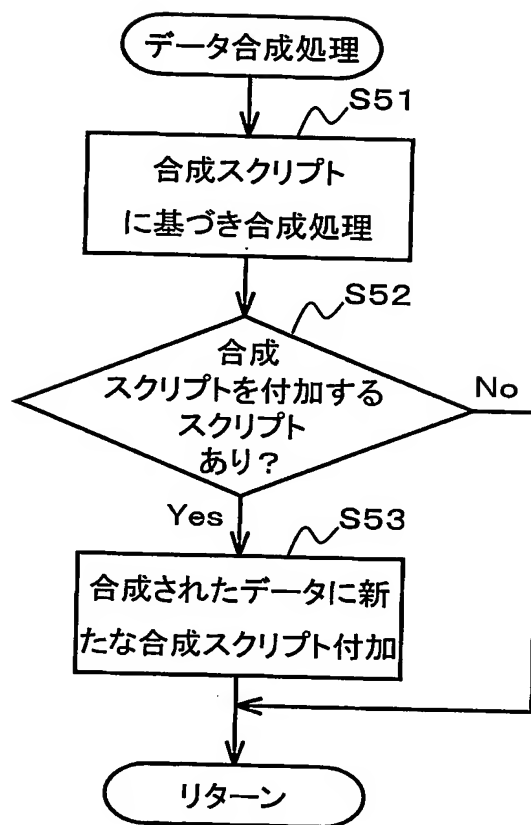 データ合成処理
S51
合成スクリプト
に基づき合成処理
S52
合成
スクリプトを付加する
スクリプト
あり？
No
Yes
S53
合成されたデータに新
たな合成スクリプト付加
リターン